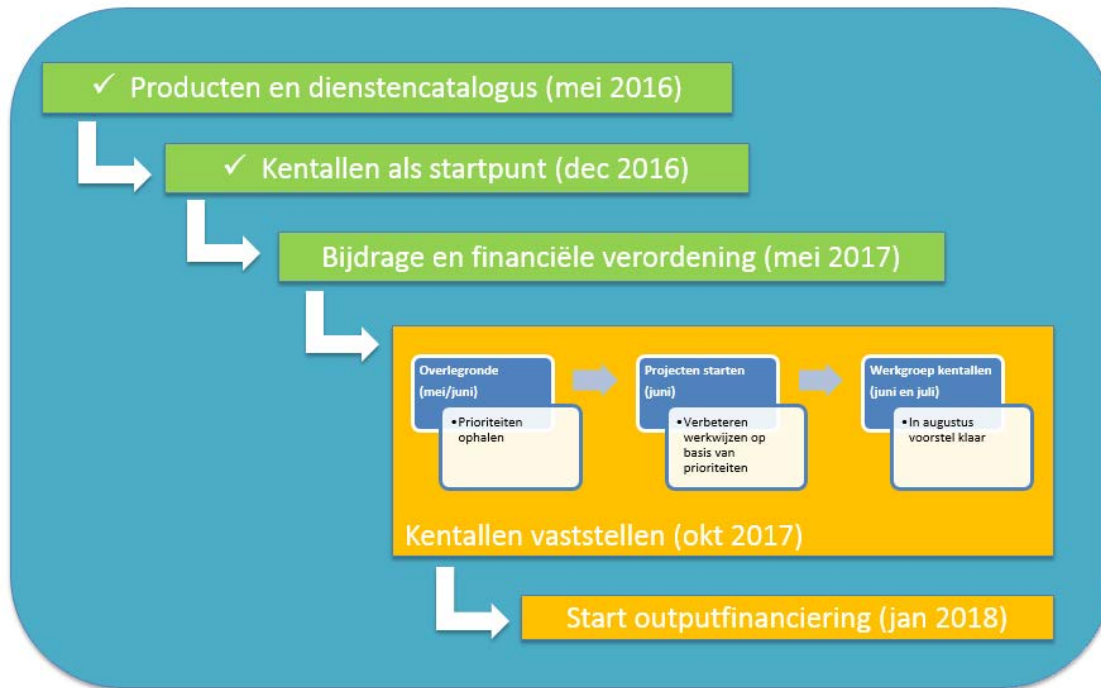 ✓ Producten en dienstencatalogus (mei 2016)
✓ Kentallen als startpunt (dec 2016)
Bijdrage en financiële verordening (mei 2017)
Overlegronde
(mei/juni)
•Prioriteiten
ophalen
Projecten starten
(juni)
•Verbeteren
werkwijzen op
basis van
prioriteiten
Werkgroep kentallen
(juni en juli)
•In augustus
voorstel klaar
Kentallen vaststellen (okt 2017)
Start outputfinanciering (jan 2018)